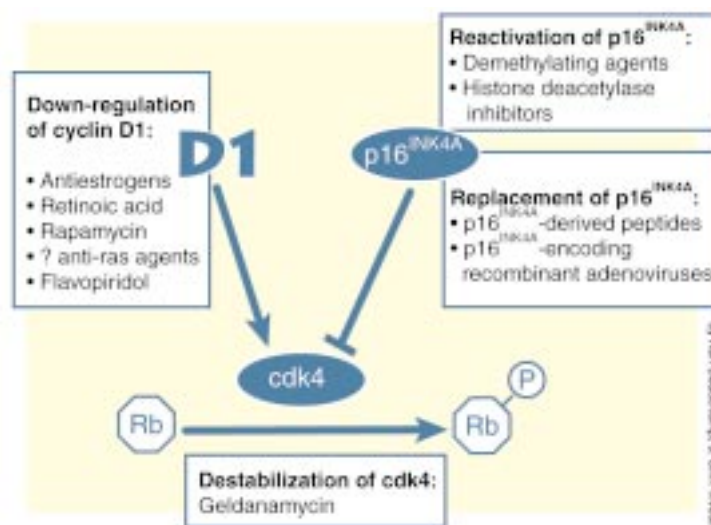 Reactivation of p16INK4A:
• Demethylating agents
• Histone deacetylase
inhibitors
Down-regulation
of cyclin D1:
• Antiestrogens
• Retinoic acid
• Rapamycin
• ? anti-ras agents
• Flavopiridol
D1
p16INK4A
Replacement of p16INK4A:
• p16INK4A-derived peptides
• p16INK4A-encoding
recombinant adenoviruses
cdk4
Rb
Rb
P
Destabilization of cdk4:
Geldanamycin